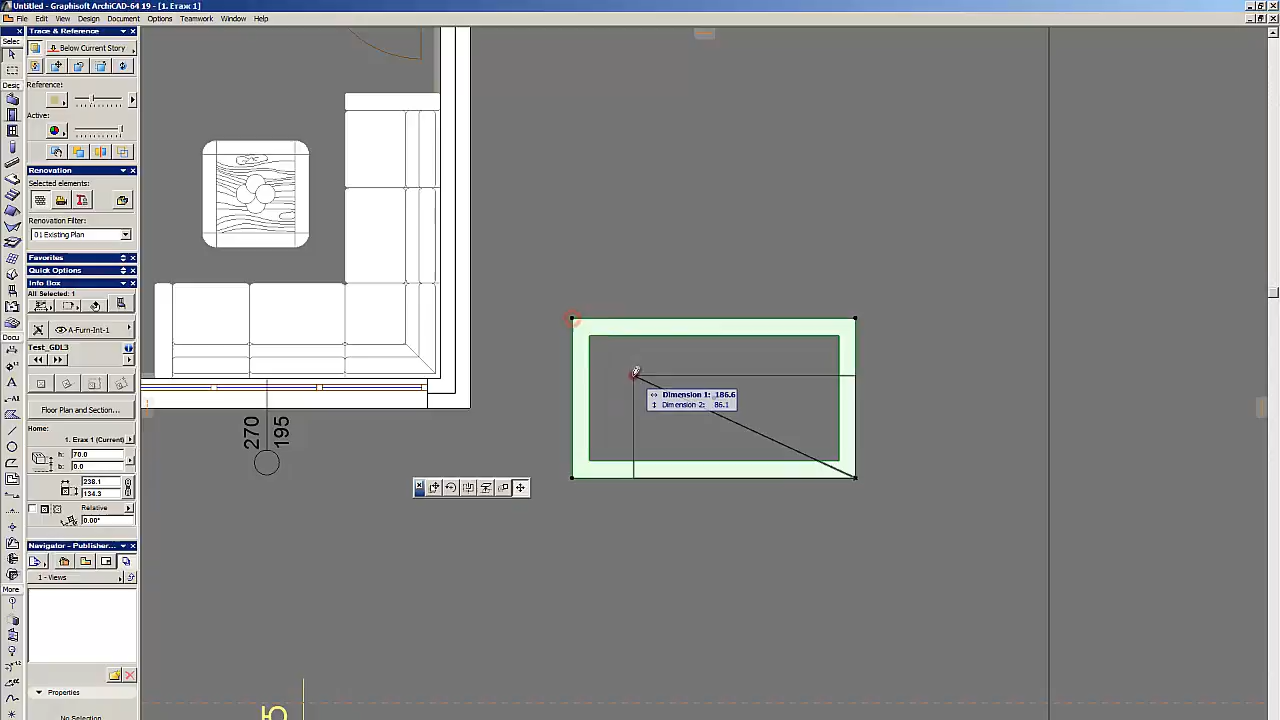 Untitled - Graphisoft ArchiCAD-64 19 - [1. Етаж 1]
File Edit View Design Document Options Teamwork Window Help
Selec
Trace & Reference
Below Current Story
Reference:
Desig
Active:
Renovation
Selected elements:
Renovation Filter:
01 Existing Plan
Favorites
Quick Options
Info Box
All Selected: 1
Docu
A-Furn-Int-1
Test_GDL3
Floor Plan and Section...
Home:
1. Етаж 1 (Current)
h: 70.0
b: 0.0
238.1
134.3
Relative
0.00°
Navigator - Publisher...
1 - Views
More
Properties
No Selection
270
195
Dimension 1: 186.6
Dimension 2: 86.1
Ю